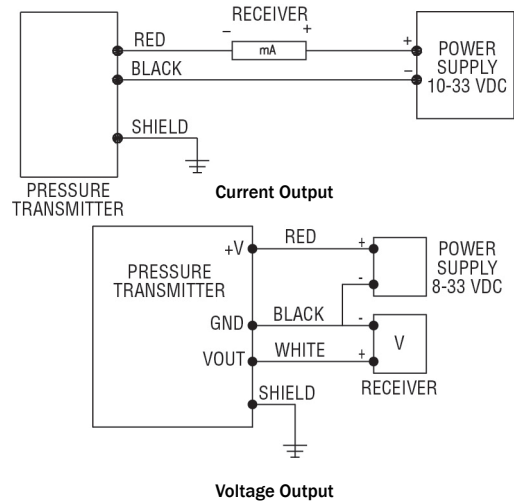 RECEIVER
RED
−
+
mA
+
POWER
SUPPLY
10-33 VDC
BLACK
−
SHIELD
PRESSURE
TRANSMITTER
Current Output
+V
RED
+
POWER
SUPPLY
8-33 VDC
PRESSURE
TRANSMITTER
-
GND
BLACK
-
V
VOUT
WHITE
+
RECEIVER
SHIELD
Voltage Output